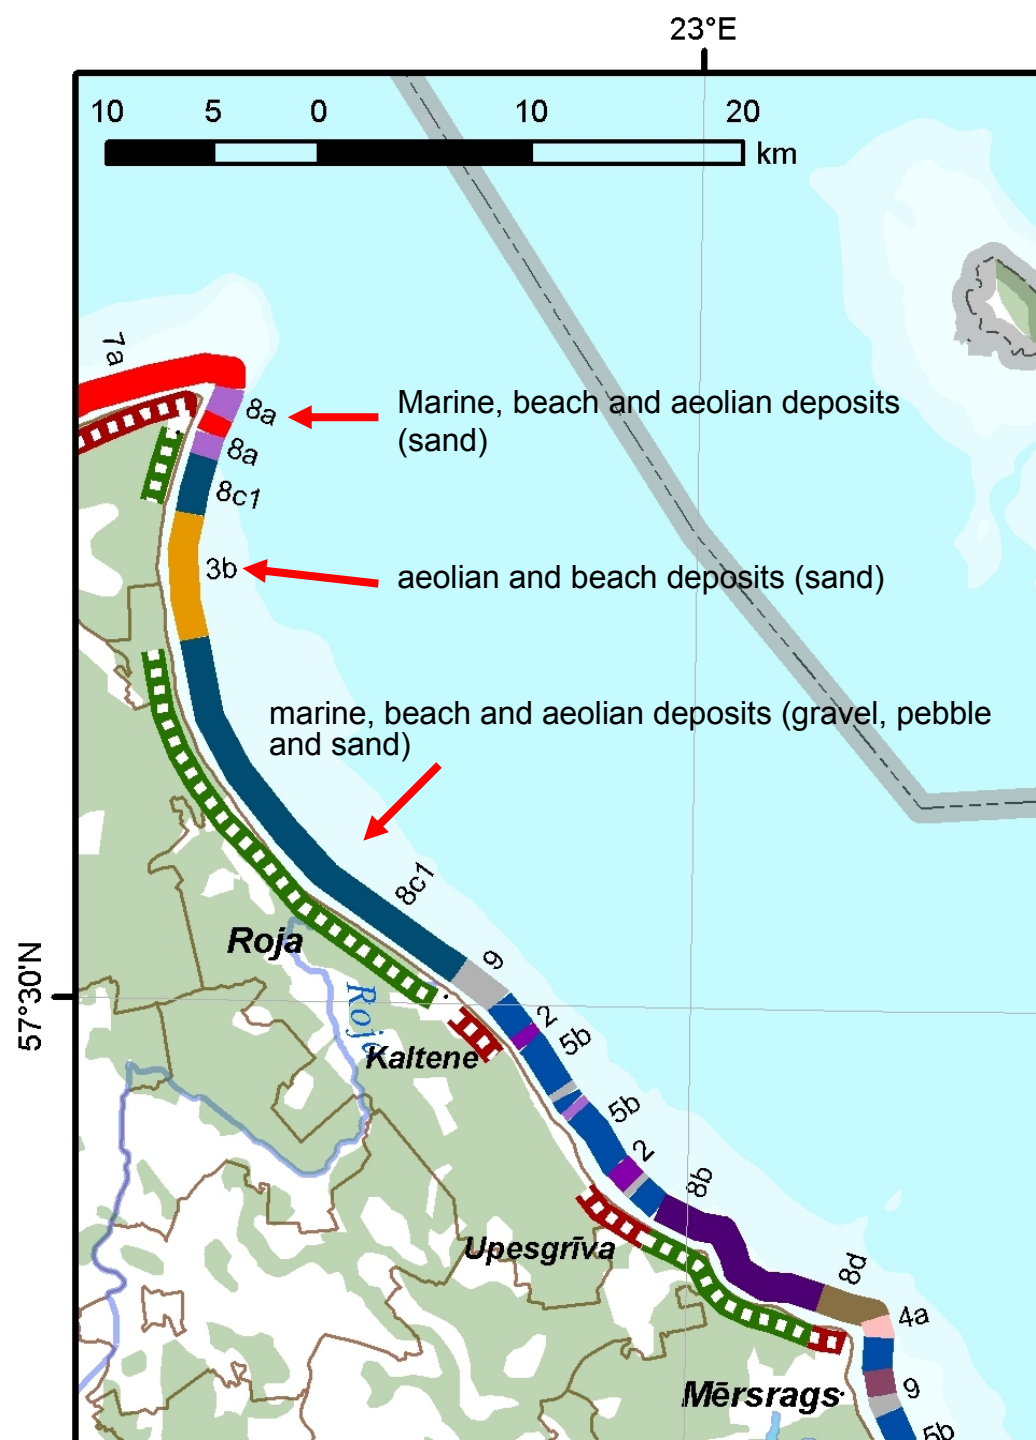 23°E
10 5 0 10 20
km
7a
8a
Marine, beach and aeolian deposits
(sand)
8a
8c1
3b
aeolian and beach deposits (sand)
marine, beach and aeolian deposits (gravel, pebble
and sand)
8c1
Roja
9
57°30'N
Roja
2
Kaltene
5b
5b
2
8b
Upesgrīva
8d
4a
Mērsrags
9
5b